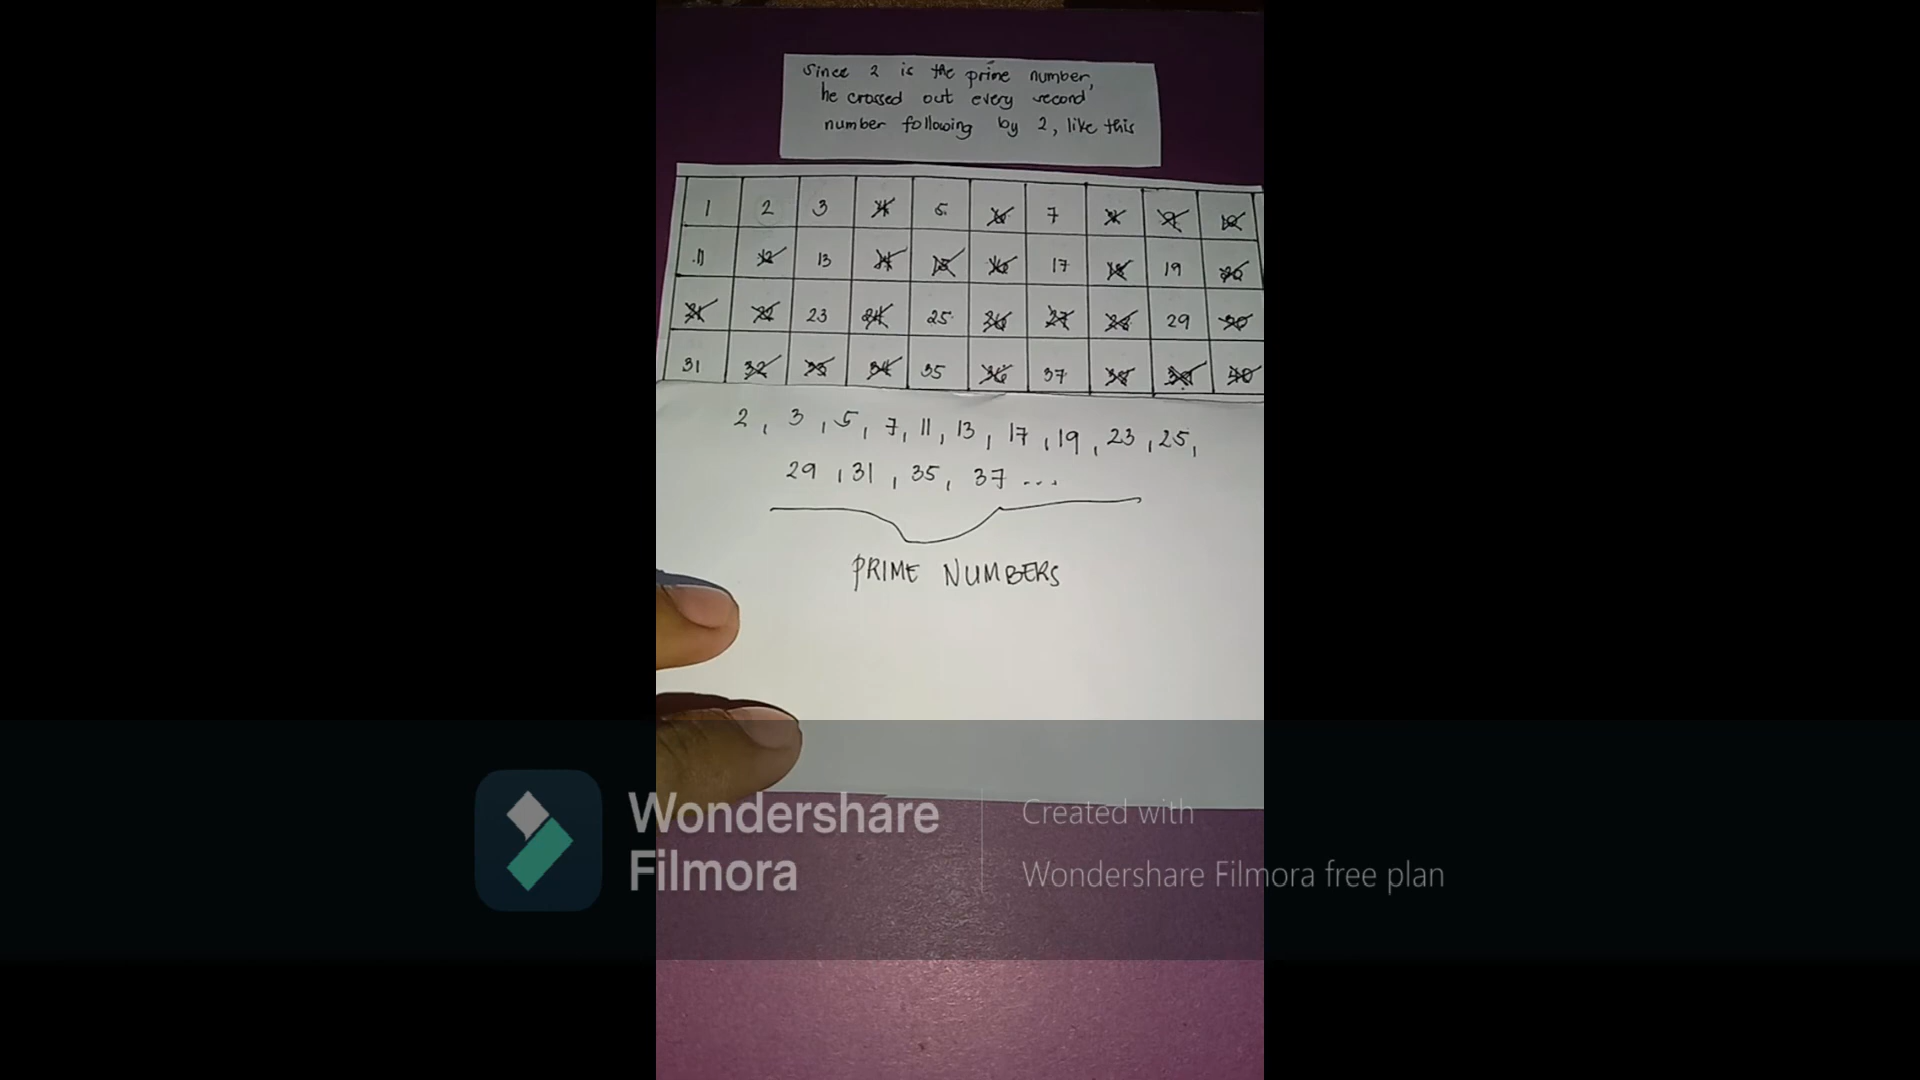 Since 2 is the prime number,
he crossed out every second
number following by 2, like this
1 2 3 4 5 6 7 8 9 10
11 12 13 14 15 16 17 18 19 20
21 22 23 24 25 26 27 28 29 30
31 32 33 34 35 36 37 38 39 40
2, 3, 5, 7, 11, 13, 17, 19, 23, 25,
29, 31, 35, 37 ...
PRIME NUMBERS
Wondershare
Filmora
Created with
Wondershare Filmora free plan